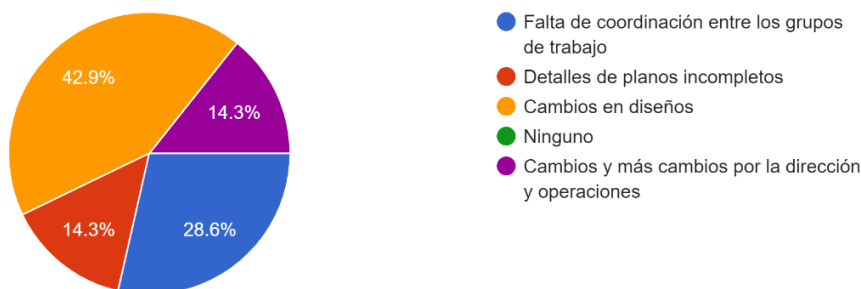 42.9%
14.3%
14.3%
28.6%
Falta de coordinación entre los grupos
de trabajo
Detalles de planos incompletos
Cambios en diseños
Ninguno
Cambios y más cambios por la dirección
y operaciones